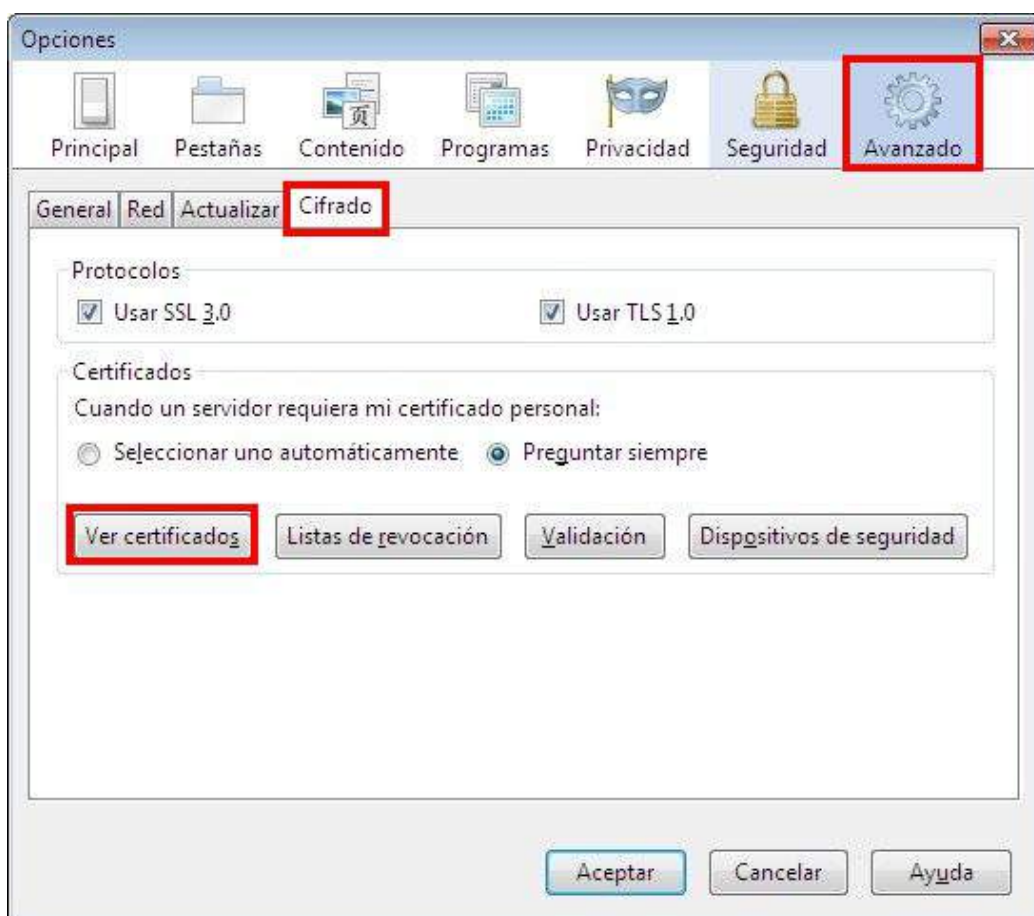 Opciones
Principal Pestañas Contenido Programas Privacidad Seguridad Avanzado
General Red Actualizar Cifrado
Protocolos
Usar SSL 3.0 Usar TLS 1.0
Certificados
Cuando un servidor requiera mi certificado personal:
Seleccionar uno automáticamente Preguntar siempre
Ver certificados Listas de revocación Validación Dispositivos de seguridad
Aceptar Cancelar Ayuda